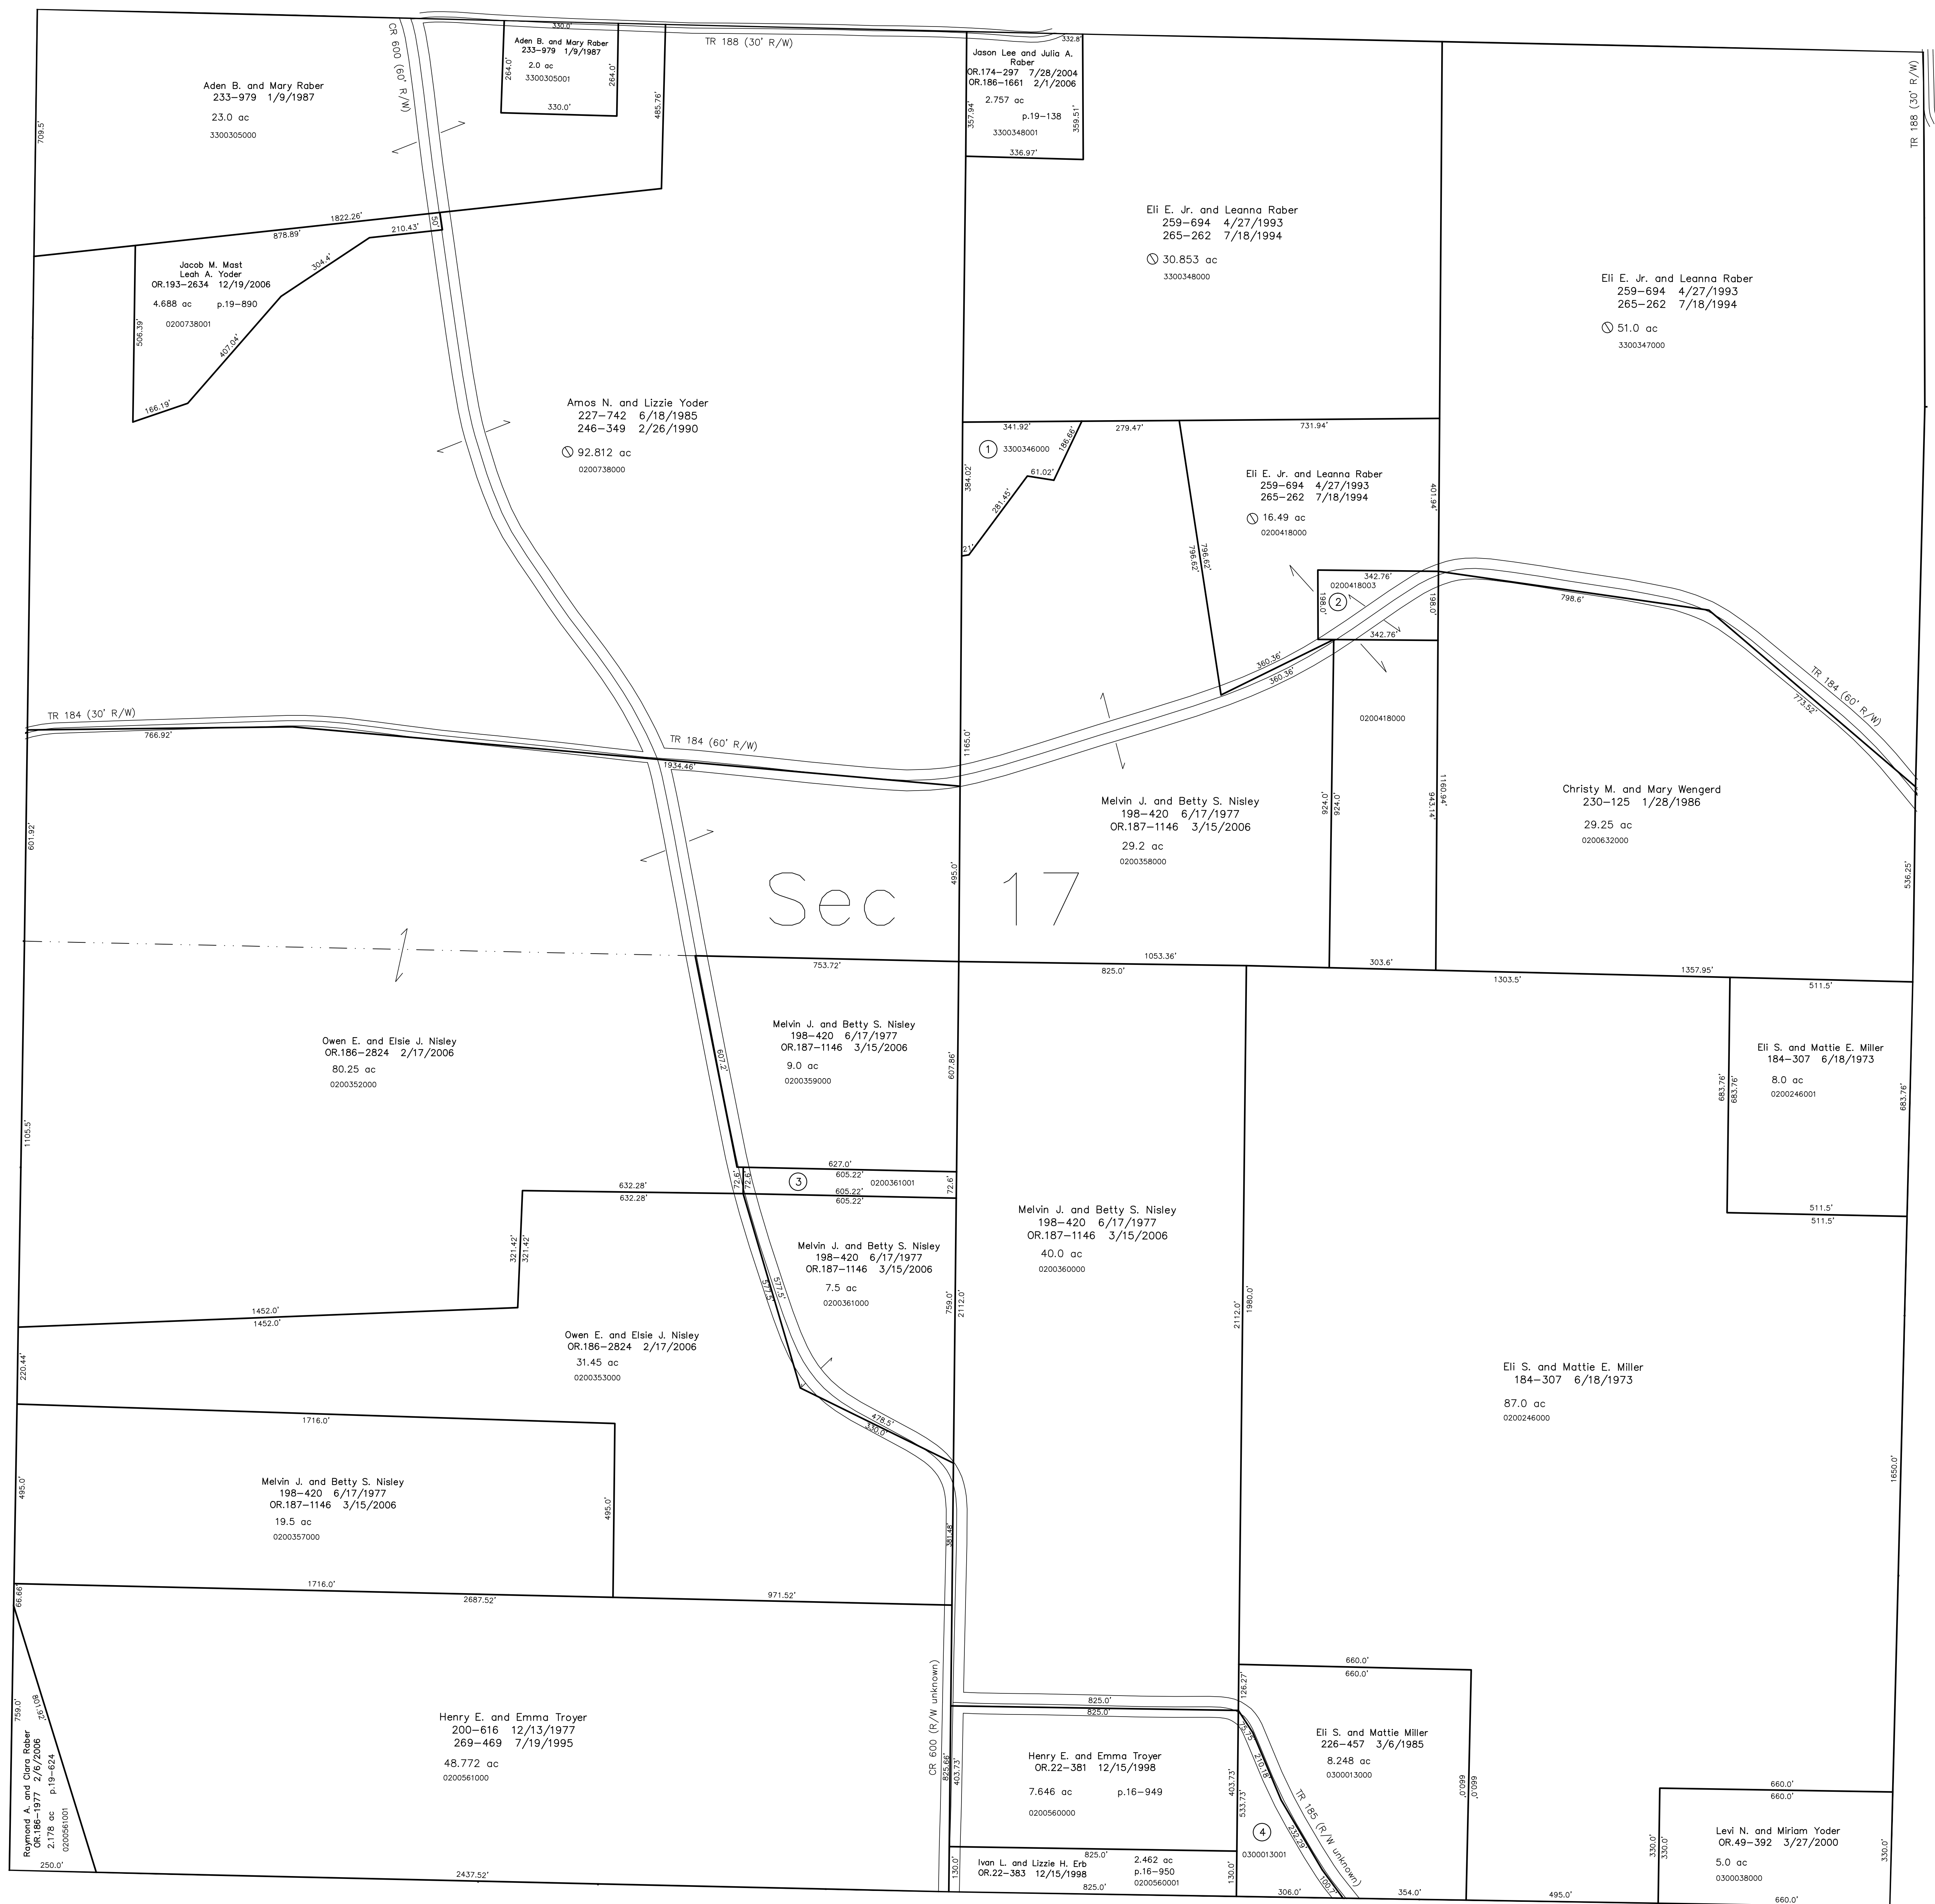 330.0'
TR 188 (30' R/W)
332.8'
CR 600 (60' R/W)
TR 188 (30' R/W)
Aden B. and Mary Raber
233-979 1/9/1987
23.0 ac
3300305000
709.5'
Aden B. and Mary Raber
233-979 1/9/1987
2.0 ac
3300305001
264.0'
264.0'
330.0'
485.76'
Jason Lee and Julia A.
Raber
OR.174-297 7/28/2004
OR.186-1661 2/1/2006
2.757 ac
p.19-138
3300348001
357.94'
359.51'
336.97'
Eli E. Jr. and Leanna Raber
259-694 4/27/1993
265-262 7/18/1994
30.853 ac
3300348000
Eli E. Jr. and Leanna Raber
259-694 4/27/1993
265-262 7/18/1994
51.0 ac
3300347000
1822.26'
878.89'
210.43'
50'
304.4'
Jacob M. Mast
Leah A. Yoder
OR.193-2634 12/19/2006
4.688 ac p.19-890
0200738001
506.39'
407.04'
166.19'
Amos N. and Lizzie Yoder
227-742 6/18/1985
246-349 2/26/1990
92.812 ac
0200738000
341.92'
279.47'
731.94'
1
3300346000
186.66'
61.02'
281.45'
384.02'
21'
Eli E. Jr. and Leanna Raber
259-694 4/27/1993
265-262 7/18/1994
16.49 ac
0200418000
401.94'
796.62'
796.62'
342.76'
0200418003
2
198.0'
198.0'
342.76'
798.6'
360.36'
360.36'
TR 184 (60' R/W)
773.52'
TR 184 (30' R/W)
766.92'
TR 184 (60' R/W)
1934.46'
1165.0'
0200418000
Melvin J. and Betty S. Nisley
198-420 6/17/1977
OR.187-1146 3/15/2006
29.2 ac
0200358000
924.0'
924.0'
943.14'
1160.94'
Christy M. and Mary Wengerd
230-125 1/28/1986
29.25 ac
0200632000
601.92'
495.0'
536.25'
Sec 17
753.72'
1053.36'
825.0'
303.6'
1303.5'
1357.95'
511.5'
Owen E. and Elsie J. Nisley
OR.186-2824 2/17/2006
80.25 ac
0200352000
1105.5'
Melvin J. and Betty S. Nisley
198-420 6/17/1977
OR.187-1146 3/15/2006
9.0 ac
0200359000
607.2'
607.86'
Eli S. and Mattie E. Miller
184-307 6/18/1973
8.0 ac
0200246001
683.76'
683.76'
683.76'
511.5'
511.5'
627.0'
605.22'
3
0200361001
72.6'
72.6'
72.6'
605.22'
605.22'
632.28'
632.28'
321.42'
321.42'
Melvin J. and Betty S. Nisley
198-420 6/17/1977
OR.187-1146 3/15/2006
40.0 ac
0200360000
Melvin J. and Betty S. Nisley
198-420 6/17/1977
OR.187-1146 3/15/2006
7.5 ac
0200361000
577.5'
577.5'
759.0'
2112.0'
2112.0'
1980.0'
1452.0'
1452.0'
Owen E. and Elsie J. Nisley
OR.186-2824 2/17/2006
31.45 ac
0200353000
220.44'
Eli S. and Mattie E. Miller
184-307 6/18/1973
87.0 ac
0200246000
1716.0'
478.5'
330.0'
Melvin J. and Betty S. Nisley
198-420 6/17/1977
OR.187-1146 3/15/2006
19.5 ac
0200357000
495.0'
495.0'
381.48'
1650.0'
1716.0'
2687.52'
971.52'
66.66'
759.0'
801.92'
Raymond A. and Clara Raber
OR.186-1977 2/6/2006
2.178 ac p.19-624
0200561001
250.0'
Henry E. and Emma Troyer
200-616 12/13/1977
269-469 7/19/1995
48.772 ac
0200561000
2437.52'
CR 600 (R/W unknown)
825.66'
403.73'
825.0'
825.0'
Henry E. and Emma Troyer
OR.22-381 12/15/1998
7.646 ac p.16-949
0200560000
403.73'
533.73'
825.0'
Ivan L. and Lizzie H. Erb
OR.22-383 12/15/1998
2.462 ac
p.16-950
0200560001
130.0'
130.0'
825.0'
660.0'
660.0'
126.27'
75.75'
210.18'
232.29'
100.7'
TR 185 (R/W unknown)
Eli S. and Mattie Miller
226-457 3/6/1985
8.248 ac
0300013000
660.0'
660.0'
4
0300013001
306.0'
354.0'
495.0'
660.0'
660.0'
Levi N. and Miriam Yoder
OR.49-392 3/27/2000
5.0 ac
0300038000
330.0'
330.0'
330.0'
660.0'